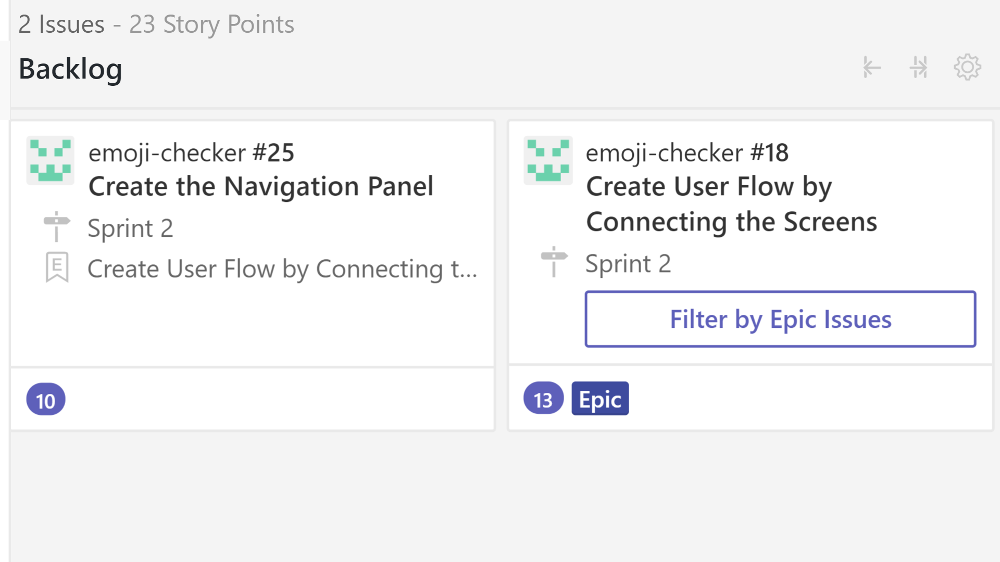 2 Issues - 23 Story Points
Backlog
emoji-checker #25
Create the Navigation Panel
Sprint 2
E
Create User Flow by Connecting t...
10
emoji-checker #18
Create User Flow by
Connecting the Screens
Sprint 2
Filter by Epic Issues
13
Epic